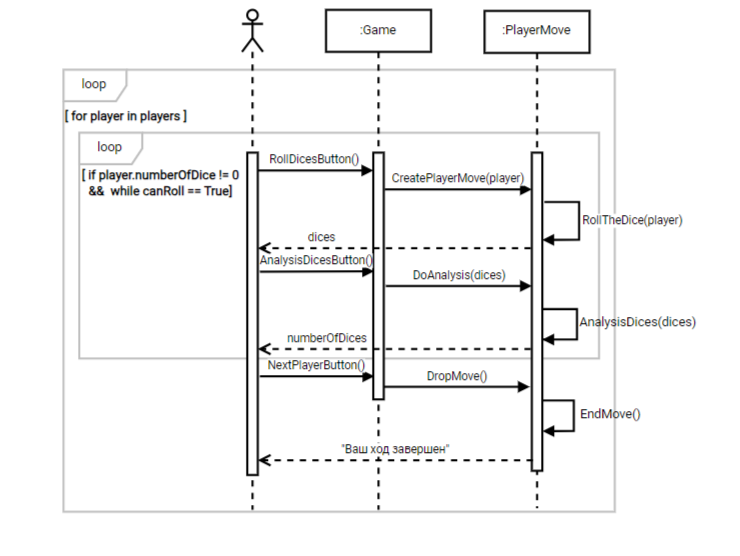 :Game
:PlayerMove
loop
[ for player in players ]
loop
[ if player.numberOfDice != 0
&& while canRoll == True]
RollDicesButton()
CreatePlayerMove(player)
RollTheDice(player)
dices
AnalysisDicesButton()
DoAnalysis(dices)
AnalysisDices(dices)
numberOfDices
NextPlayerButton()
DropMove()
EndMove()
"Ваш ход завершен"